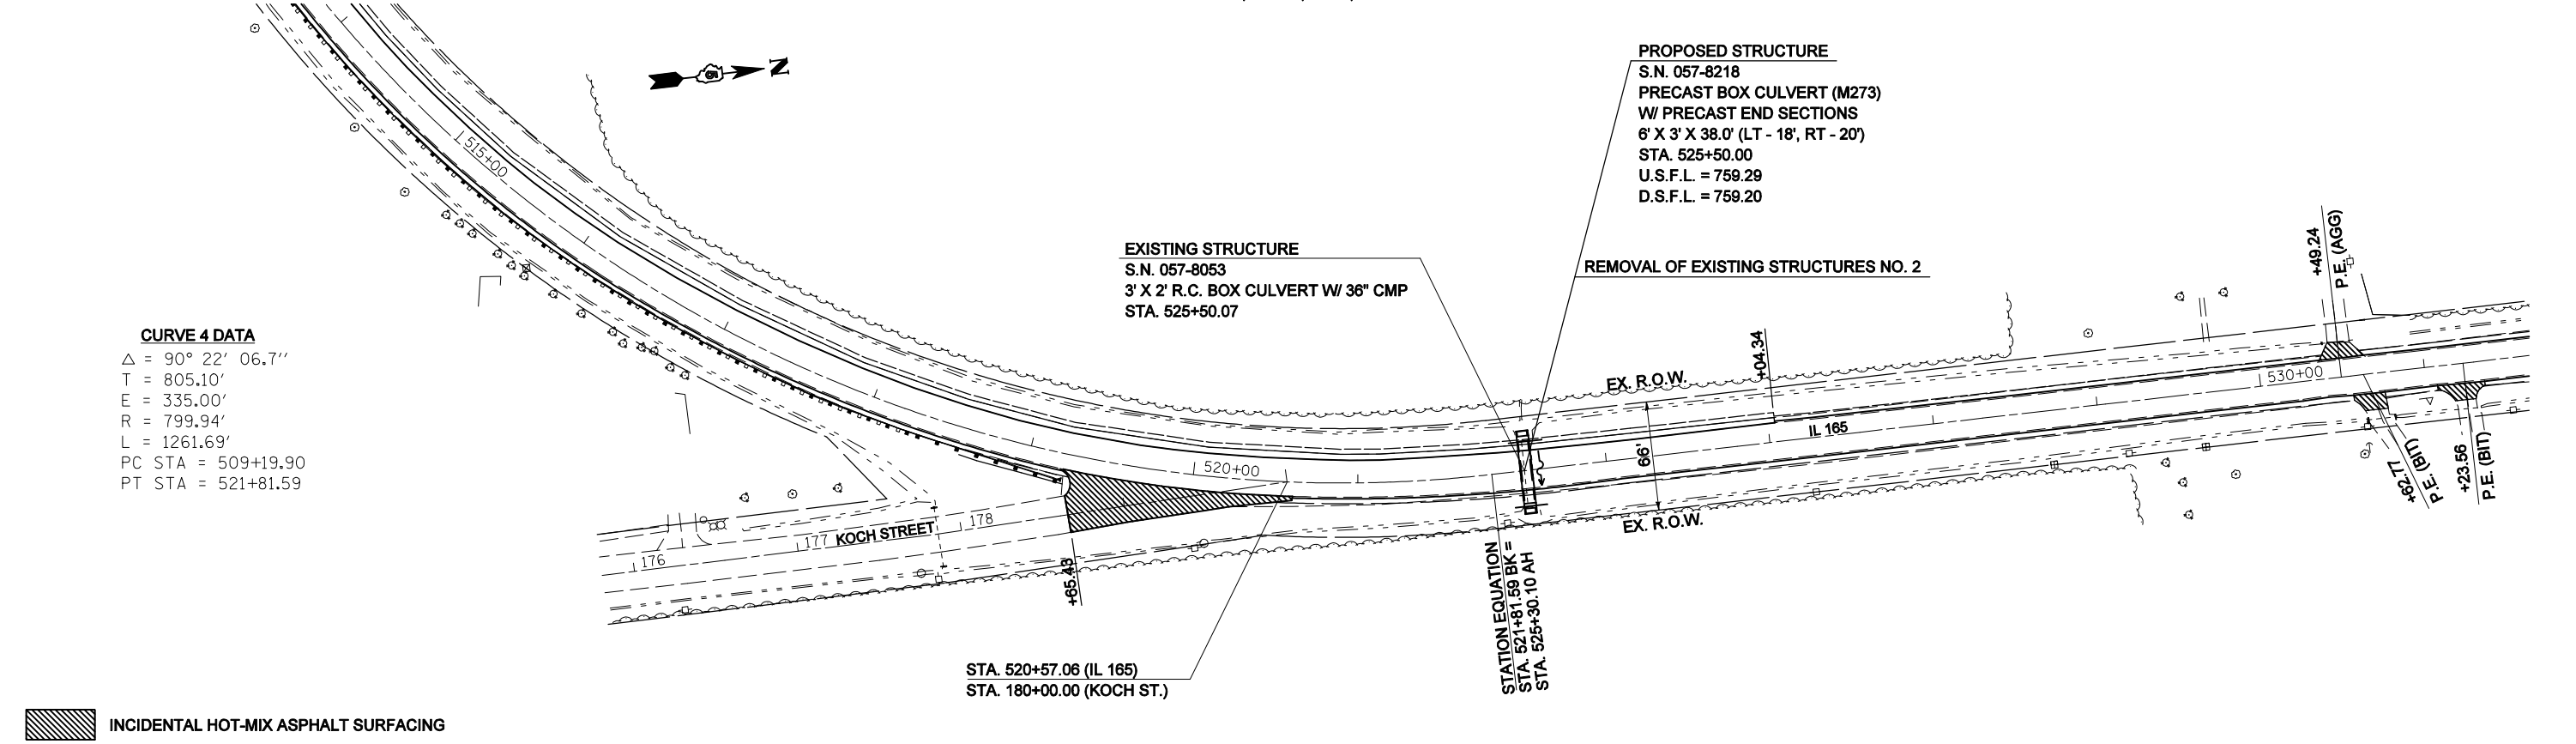 N
515+00
PROPOSED STRUCTURE
S.N. 057-8218
PRECAST BOX CULVERT (M273)
W/ PRECAST END SECTIONS
6' X 3' X 38.0' (LT - 18', RT - 20')
STA. 525+50.00
U.S.F.L. = 759.29
D.S.F.L. = 759.20
EXISTING STRUCTURE
S.N. 057-8053
3' X 2' R.C. BOX CULVERT W/ 36" CMP
STA. 525+50.07
REMOVAL OF EXISTING STRUCTURES NO. 2
+49.24
P.E. (AGG)
CURVE 4 DATA
△ = 90° 22' 06.7''
T = 805.10'
E = 335.00'
R = 799.94'
L = 1261.69'
PC STA = 509+19.90
PT STA = 521+81.59
+04.34
EX. R.O.W.
530+00
IL 165
66'
520+00
EX. R.O.W.
176
177
KOCH STREET
178
+65.43
+62.77
P.E. (BIT)
+23.56
P.E. (BIT)
STATION EQUATION
STA. 521+81.59 BK =
STA. 525+30.10 AH
STA. 520+57.06 (IL 165)
STA. 180+00.00 (KOCH ST.)
INCIDENTAL HOT-MIX ASPHALT SURFACING